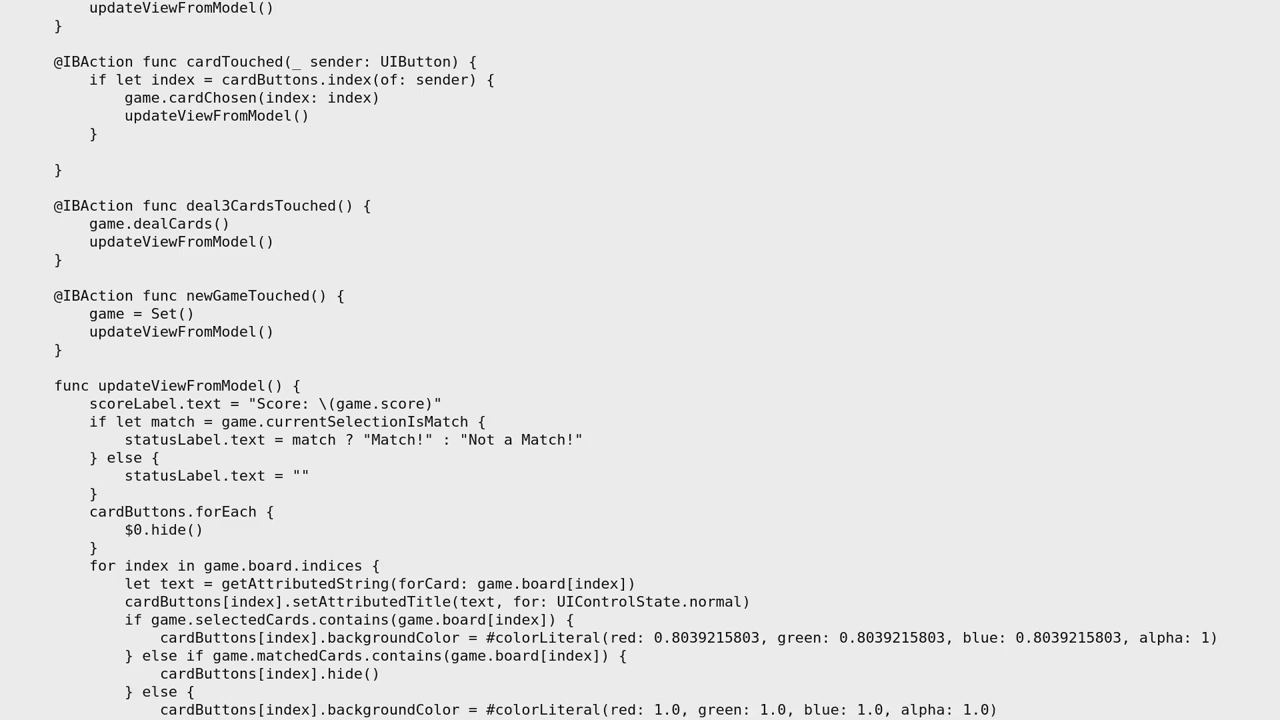 updateViewFromModel()
}
@IBAction func cardTouched(_ sender: UIButton) {
if let index = cardButtons.index(of: sender) {
game.cardChosen(index: index)
updateViewFromModel()
}
}
@IBAction func deal3CardsTouched() {
game.dealCards()
updateViewFromModel()
}
@IBAction func newGameTouched() {
game = Set()
updateViewFromModel()
}
func updateViewFromModel() {
scoreLabel.text = "Score: \(game.score)"
if let match = game.currentSelectionIsMatch {
statusLabel.text = match ? "Match!" : "Not a Match!"
} else {
statusLabel.text = ""
}
cardButtons.forEach {
$0.hide()
}
for index in game.board.indices {
let text = getAttributedString(forCard: game.board[index])
cardButtons[index].setAttributedTitle(text, for: UIControlState.normal)
if game.selectedCards.contains(game.board[index]) {
cardButtons[index].backgroundColor = #colorLiteral(red: 0.8039215803, green: 0.8039215803, blue: 0.8039215803, alpha: 1)
} else if game.matchedCards.contains(game.board[index]) {
cardButtons[index].hide()
} else {
cardButtons[index].backgroundColor = #colorLiteral(red: 1.0, green: 1.0, blue: 1.0, alpha: 1.0)